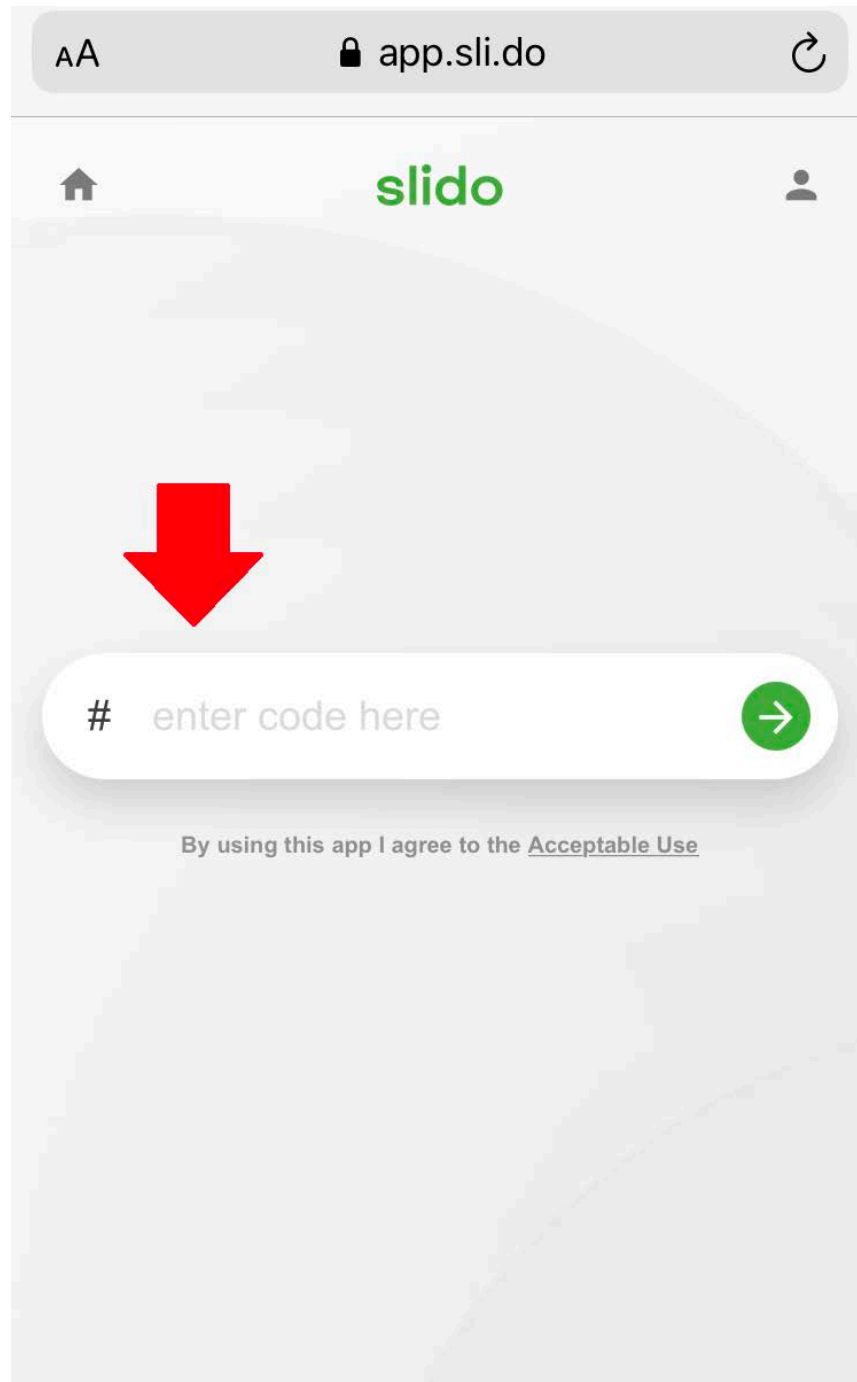 AA app.sli.do
slido
# enter code here
By using this app I agree to the Acceptable Use